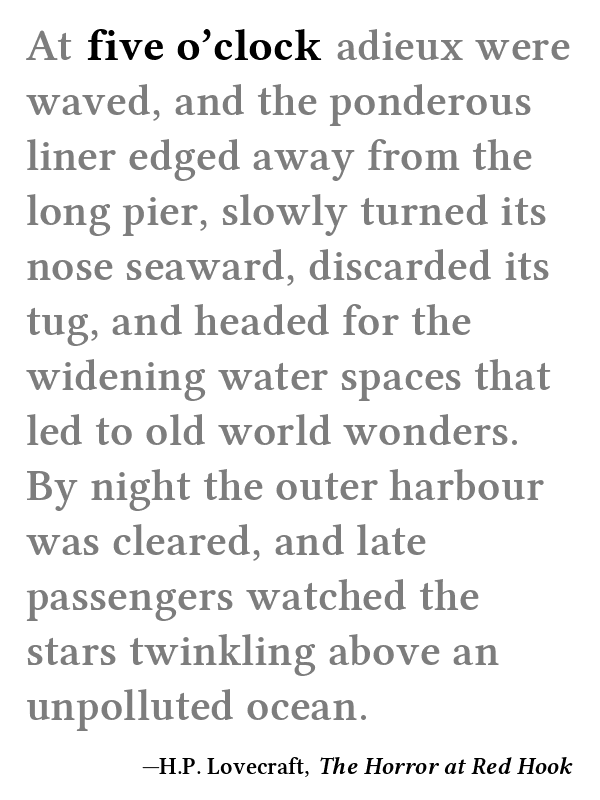 At five o’clock adieux were
waved, and the ponderous
liner edged away from the
long pier, slowly turned its
nose seaward, discarded its
tug, and headed for the
widening water spaces that
led to old world wonders.
By night the outer harbour
was cleared, and late
passengers watched the
stars twinkling above an
unpolluted ocean.
—H.P. Lovecraft, The Horror at Red Hook